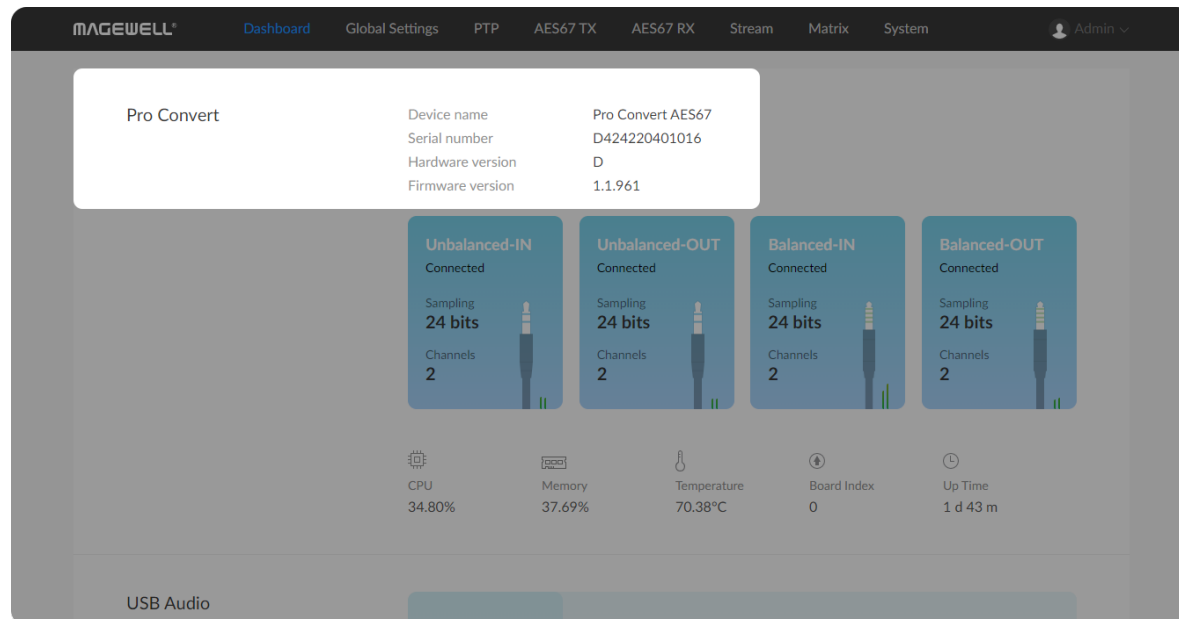 MAGEWELL® Dashboard Global Settings PTP AES67 TX AES67 RX Stream Matrix System Admin
Pro Convert
Device name Pro Convert AES67
Serial number D424220401016
Hardware version D
Firmware version 1.1.961
Unbalanced-IN Unbalanced-OUT Balanced-IN Balanced-OUT
Connected Connected Connected Connected
Sampling Sampling Sampling Sampling
24 bits 24 bits 24 bits 24 bits
Channels Channels Channels Channels
2 2 2 2
CPU Memory Temperature Board Index Up Time
34.80% 37.69% 70.38°C 0 1 d 43 m
USB Audio